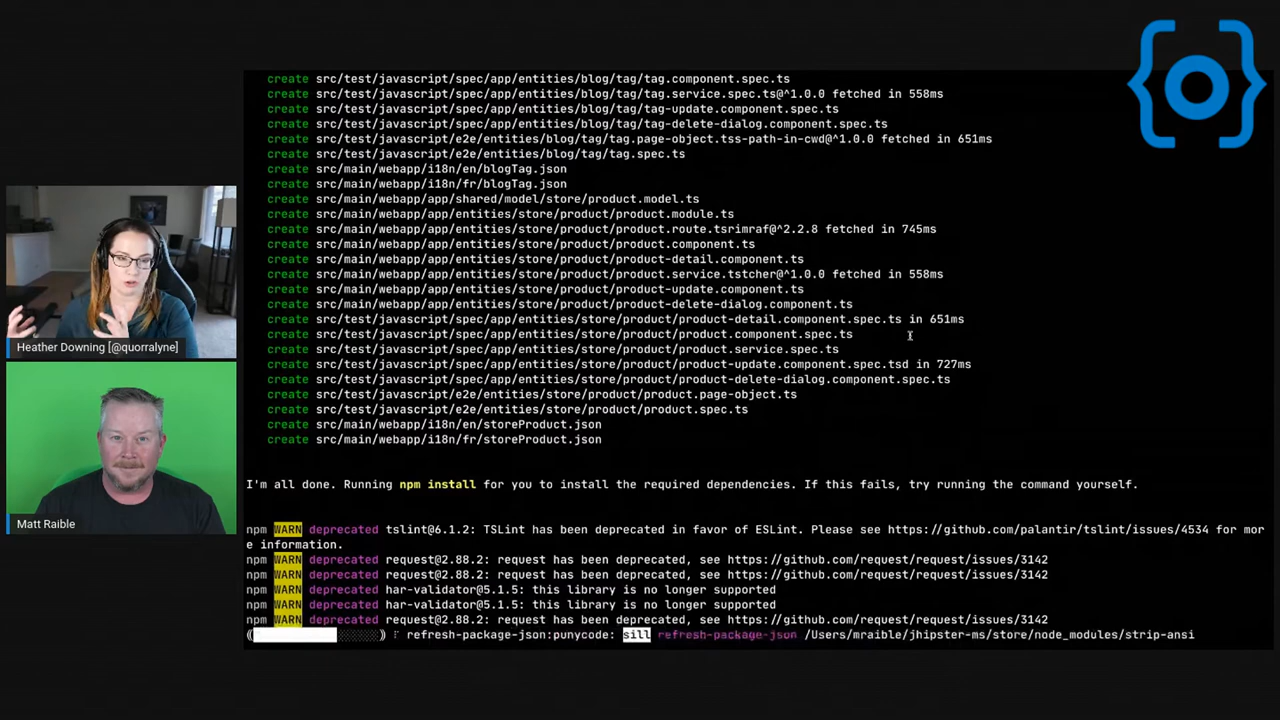 create src/test/javascript/spec/app/entities/blog/tag/tag.component.spec.ts
create src/test/javascript/spec/app/entities/blog/tag/tag.service.spec.ts@^1.0.0 fetched in 558ms
create src/test/javascript/spec/app/entities/blog/tag/tag-update.component.spec.ts
create src/test/javascript/spec/app/entities/blog/tag/tag-delete-dialog.component.spec.ts
create src/test/javascript/e2e/entities/blog/tag/tag.page-object.tss-path-in-cwd@^1.0.0 fetched in 651ms
create src/test/javascript/e2e/entities/blog/tag/tag.spec.ts
create src/main/webapp/i18n/en/blogTag.json
create src/main/webapp/i18n/fr/blogTag.json
create src/main/webapp/app/shared/model/store/product.model.ts
create src/main/webapp/app/entities/store/product/product.module.ts
create src/main/webapp/app/entities/store/product/product.route.tsrimraf@^2.2.8 fetched in 745ms
create src/main/webapp/app/entities/store/product/product.component.ts
create src/main/webapp/app/entities/store/product/product-detail.component.ts
create src/main/webapp/app/entities/store/product/product.service.tstcher@^1.0.0 fetched in 558ms
create src/main/webapp/app/entities/store/product/product-update.component.ts
create src/main/webapp/app/entities/store/product/product-delete-dialog.component.ts
create src/test/javascript/spec/app/entities/store/product/product-detail.component.spec.ts in 651ms
create src/test/javascript/spec/app/entities/store/product/product.component.spec.ts
create src/test/javascript/spec/app/entities/store/product/product.service.spec.ts
create src/test/javascript/spec/app/entities/store/product/product-update.component.spec.tsd in 727ms
create src/test/javascript/spec/app/entities/store/product/product-delete-dialog.component.spec.ts
create src/test/javascript/e2e/entities/store/product/product.page-object.ts
create src/test/javascript/e2e/entities/store/product/product.spec.ts
create src/main/webapp/i18n/en/storeProduct.json
create src/main/webapp/i18n/fr/storeProduct.json
I'm all done. Running npm install for you to install the required dependencies. If this fails, try running the command yourself.
npm WARN deprecated tslint@6.1.2: TSLint has been deprecated in favor of ESLint. Please see https://github.com/palantir/tslint/issues/4534 for mor
e information.
npm WARN deprecated request@2.88.2: request has been deprecated, see https://github.com/request/request/issues/3142
npm WARN deprecated request@2.88.2: request has been deprecated, see https://github.com/request/request/issues/3142
npm WARN deprecated har-validator@5.1.5: this library is no longer supported
npm WARN deprecated har-validator@5.1.5: this library is no longer supported
npm WARN deprecated request@2.88.2: request has been deprecated, see https://github.com/request/request/issues/3142
refresh-package-json:punycode: sill refresh-package-json /Users/mraible/jhipster-ms/store/node_modules/strip-ansi
Heather Downing [@quorralyne]
Matt Raible